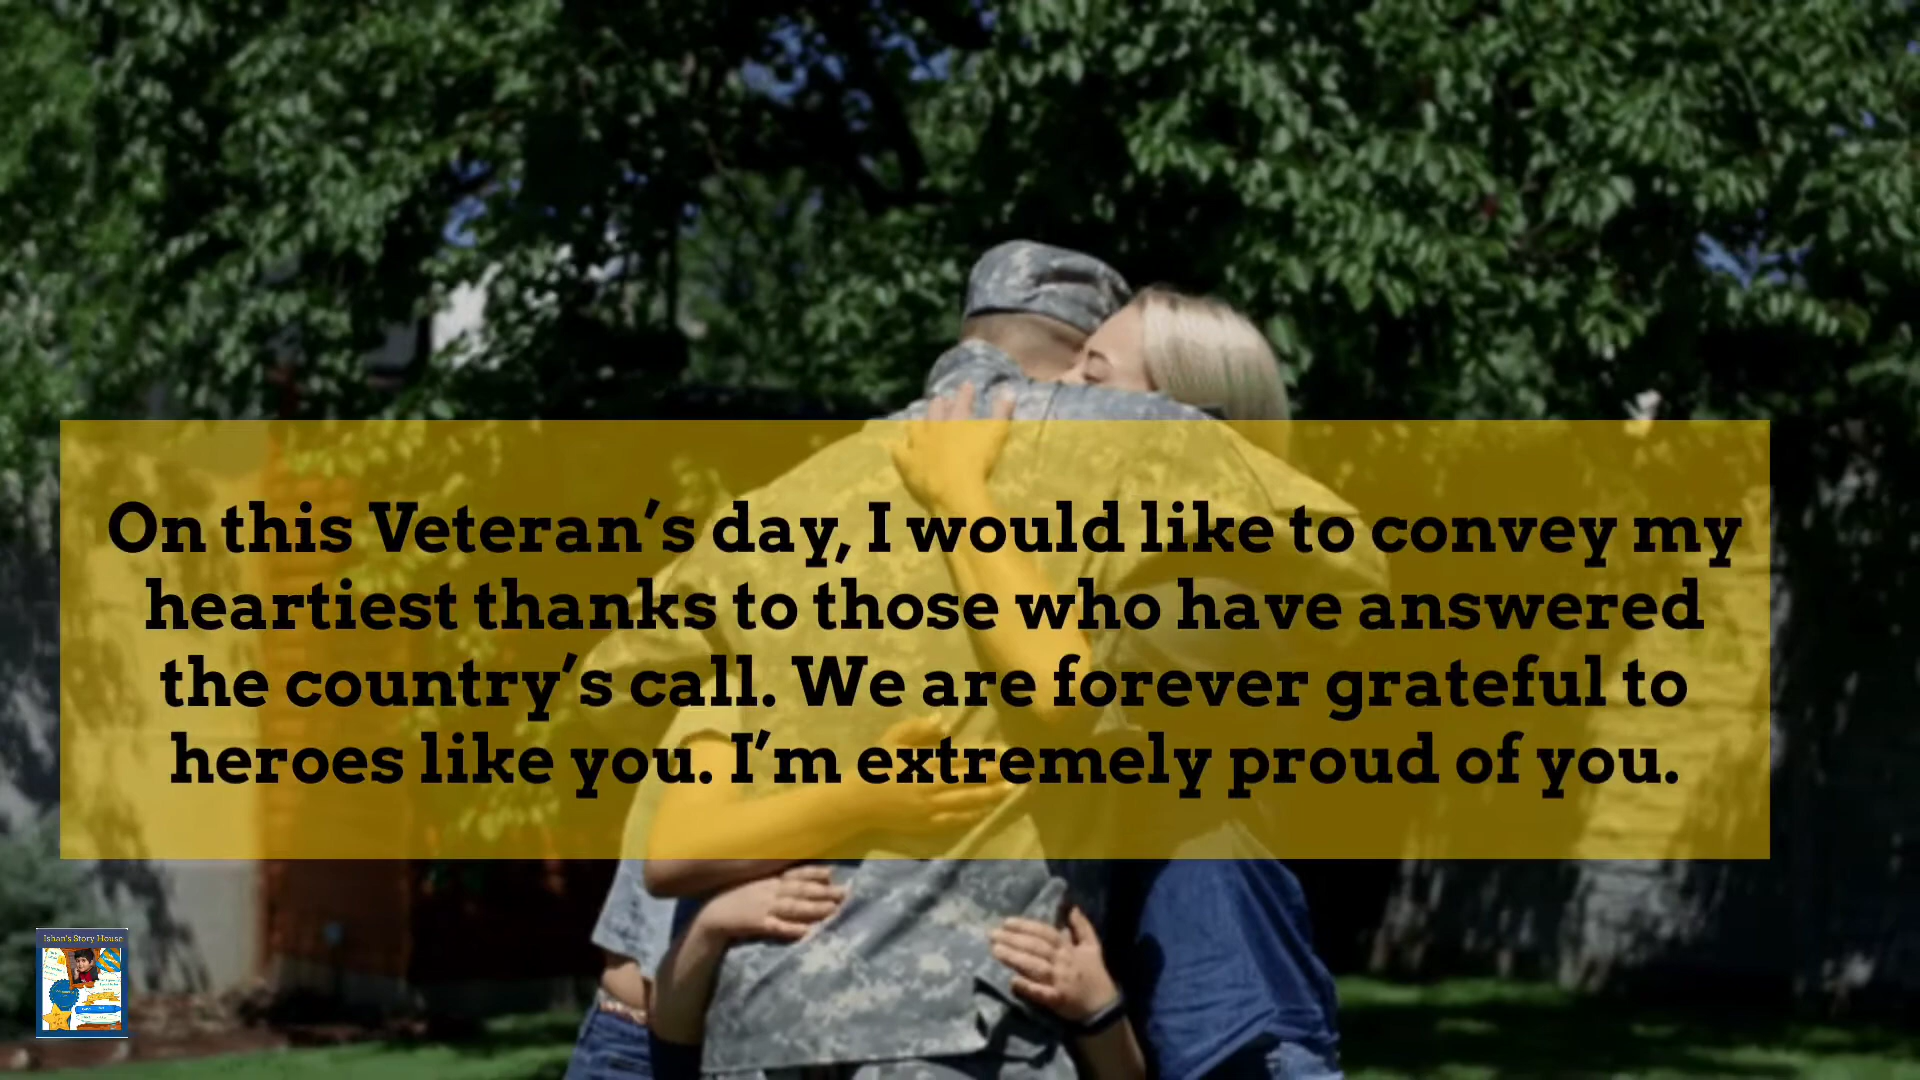 On this Veteran’s day, I would like to convey my
heartiest thanks to those who have answered
the country’s call. We are forever grateful to
heroes like you. I’m extremely proud of you.
Ishan's Story House